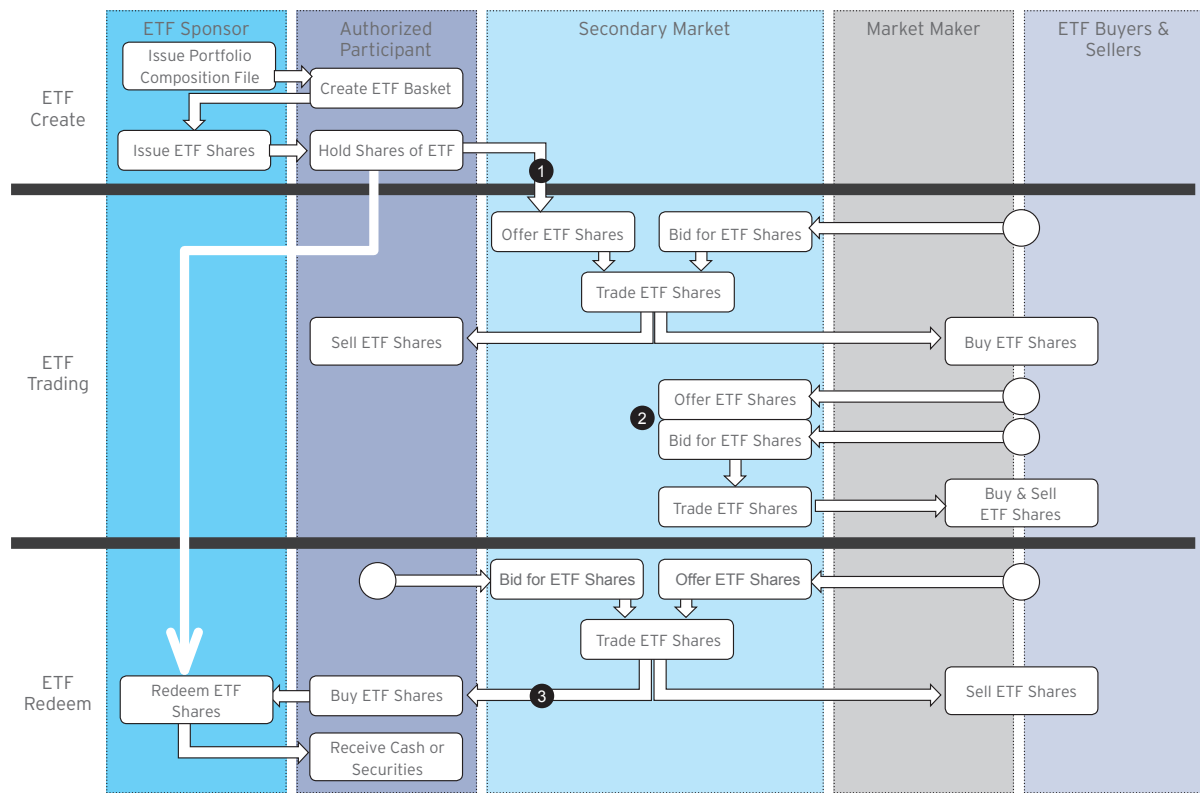 ETF Sponsor
Authorized
Participant
Secondary Market
Market Maker
ETF Buyers &
Sellers
ETF
Create
Issue Portfolio
Composition File
Create ETF Basket
Issue ETF Shares
Hold Shares of ETF
1
ETF
Trading
Offer ETF Shares
Bid for ETF Shares
Trade ETF Shares
Sell ETF Shares
Buy ETF Shares
2
Offer ETF Shares
Bid for ETF Shares
Trade ETF Shares
Buy & Sell
ETF Shares
ETF
Redeem
Bid for ETF Shares
Offer ETF Shares
Trade ETF Shares
Redeem ETF
Shares
Buy ETF Shares
3
Sell ETF Shares
Receive Cash or
Securities